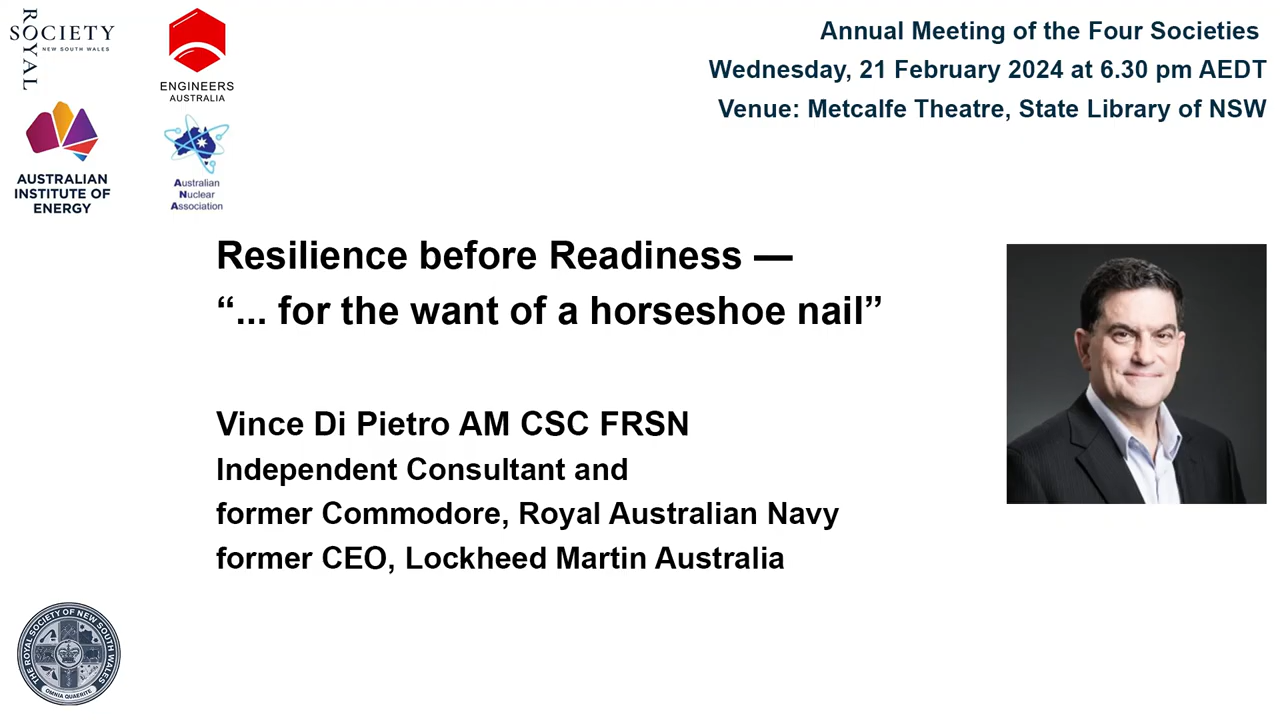 ROYAL
SOCIETY
NEW SOUTH WALES
ENGINEERS
AUSTRALIA
AUSTRALIAN
INSTITUTE OF
ENERGY
Australian
Nuclear
Association
Annual Meeting of the Four Societies
Wednesday, 21 February 2024 at 6.30 pm AEDT
Venue: Metcalfe Theatre, State Library of NSW
Resilience before Readiness —
“... for the want of a horseshoe nail”
Vince Di Pietro AM CSC FRSN
Independent Consultant and
former Commodore, Royal Australian Navy
former CEO, Lockheed Martin Australia
THE ROYAL SOCIETY OF NEW SOUTH WALES
OMNIA QUAERITE